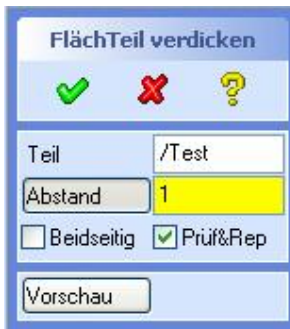 FlächTeil verdicken
Teil /Test
Abstand 1
Beidseitig Prüf&Rep
Vorschau